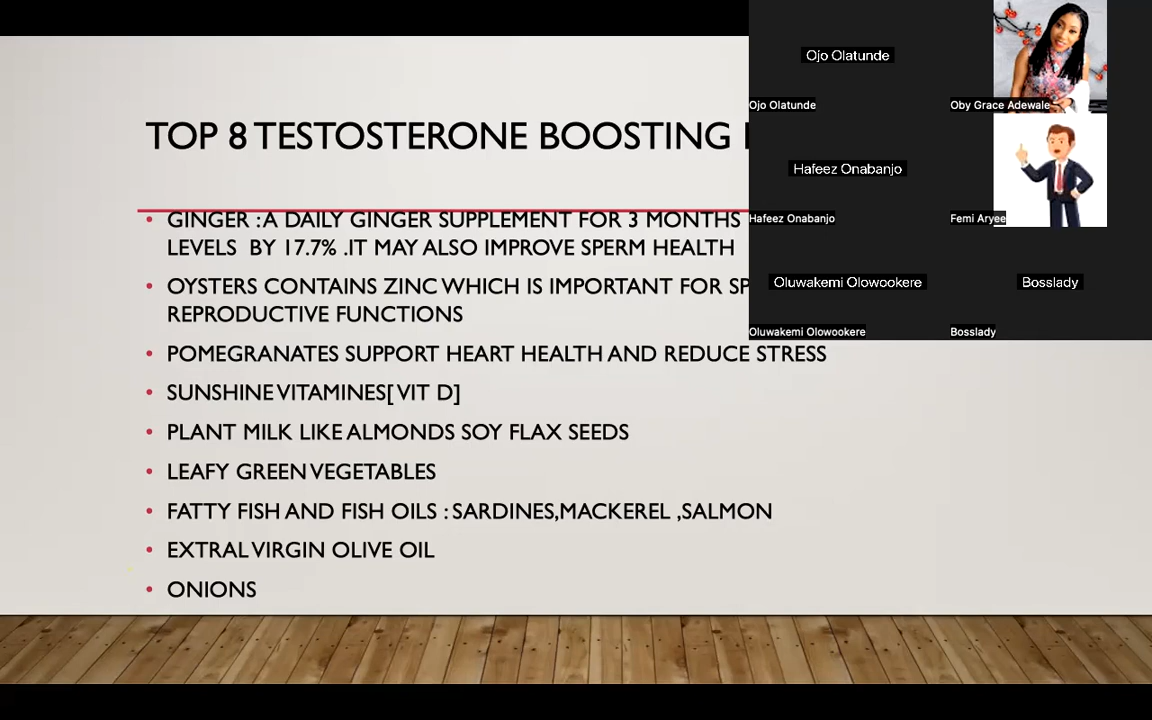 TOP 8 TESTOSTERONE BOOSTING
GINGER : A DAILY GINGER SUPPLEMENT FOR 3 MONTHS
LEVELS BY 17.7% .IT MAY ALSO IMPROVE SPERM HEALTH
OYSTERS CONTAINS ZINC WHICH IS IMPORTANT FOR
REPRODUCTIVE FUNCTIONS
POMEGRANATES SUPPORT HEART HEALTH AND REDUCE STRESS
SUNSHINE VITAMINES[ VIT D]
PLANT MILK LIKE ALMONDS SOY FLAX SEEDS
LEAFY GREEN VEGETABLES
FATTY FISH AND FISH OILS : SARDINES,MACKEREL ,SALMON
EXTRAL VIRGIN OLIVE OIL
ONIONS
Ojo Olatunde
Ojo Olatunde
Oby Grace Adewale
Hafeez Onabanjo
Hafeez Onabanjo
Femi Aryee
Oluwakemi Olowookere
Oluwakemi Olowookere
Bosslady
Bosslady